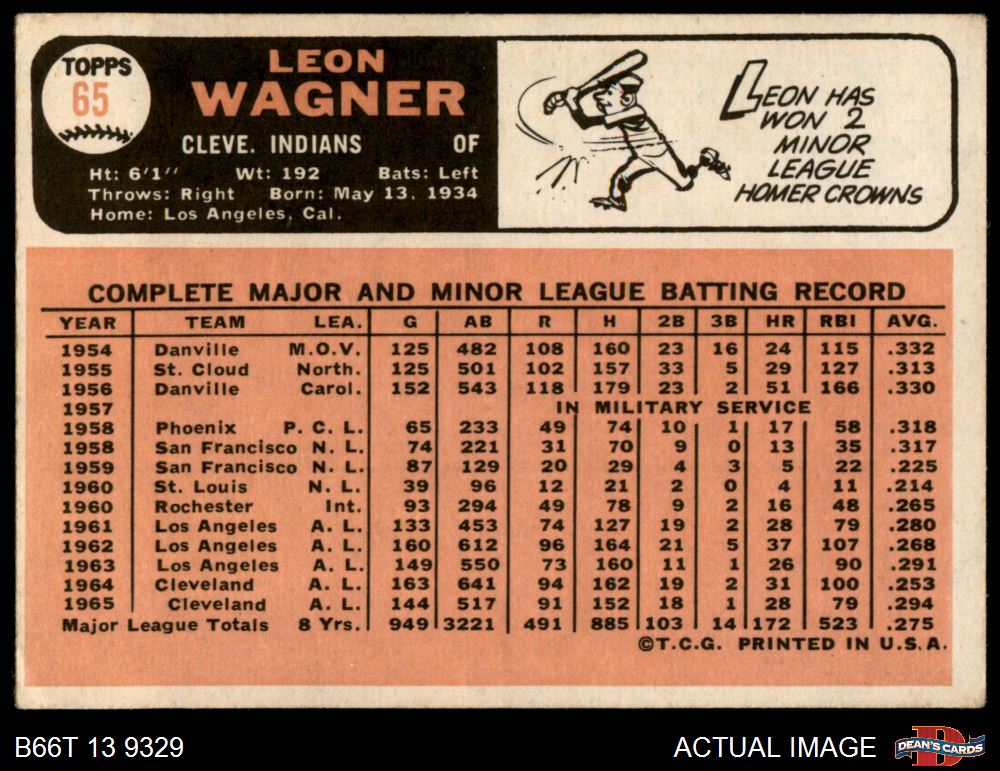 TOPPS
65
LEON
WAGNER
CLEVE. INDIANS OF
Ht: 6'1" Wt: 192 Bats: Left
Throws: Right Born: May 13, 1934
Home: Los Angeles, Cal.
LEON HAS
WON 2
MINOR
LEAGUE
HOMER CROWNS
COMPLETE MAJOR AND MINOR LEAGUE BATTING RECORD
YEAR TEAM LEA. G AB R H 2B 3B HR RBI AVG.
1954 Danville M.O.V. 125 482 108 160 23 16 24 115 .332
1955 St. Cloud North. 125 501 102 157 33 5 29 127 .313
1956 Danville Carol. 152 543 118 179 23 2 51 166 .330
1957 IN MILITARY SERVICE
1958 Phoenix P. C. L. 65 233 49 74 10 1 17 58 .318
1958 San Francisco N. L. 74 221 31 70 9 0 13 35 .317
1959 San Francisco N. L. 87 129 20 29 4 3 5 22 .225
1960 St. Louis N. L. 39 96 12 21 2 0 4 11 .214
1960 Rochester Int. 93 294 49 78 9 2 16 48 .265
1961 Los Angeles A. L. 133 453 74 127 19 2 28 79 .280
1962 Los Angeles A. L. 160 612 96 164 21 5 37 107 .268
1963 Los Angeles A. L. 149 550 73 160 11 1 26 90 .291
1964 Cleveland A. L. 163 641 94 162 19 2 31 100 .253
1965 Cleveland A. L. 144 517 91 152 18 1 28 79 .294
Major League Totals 8 Yrs. 949 3221 491 885 103 14 172 523 .275
©T.C.G. PRINTED IN U.S.A.
B66T 13 9329 ACTUAL IMAGE DEAN'S CARDS